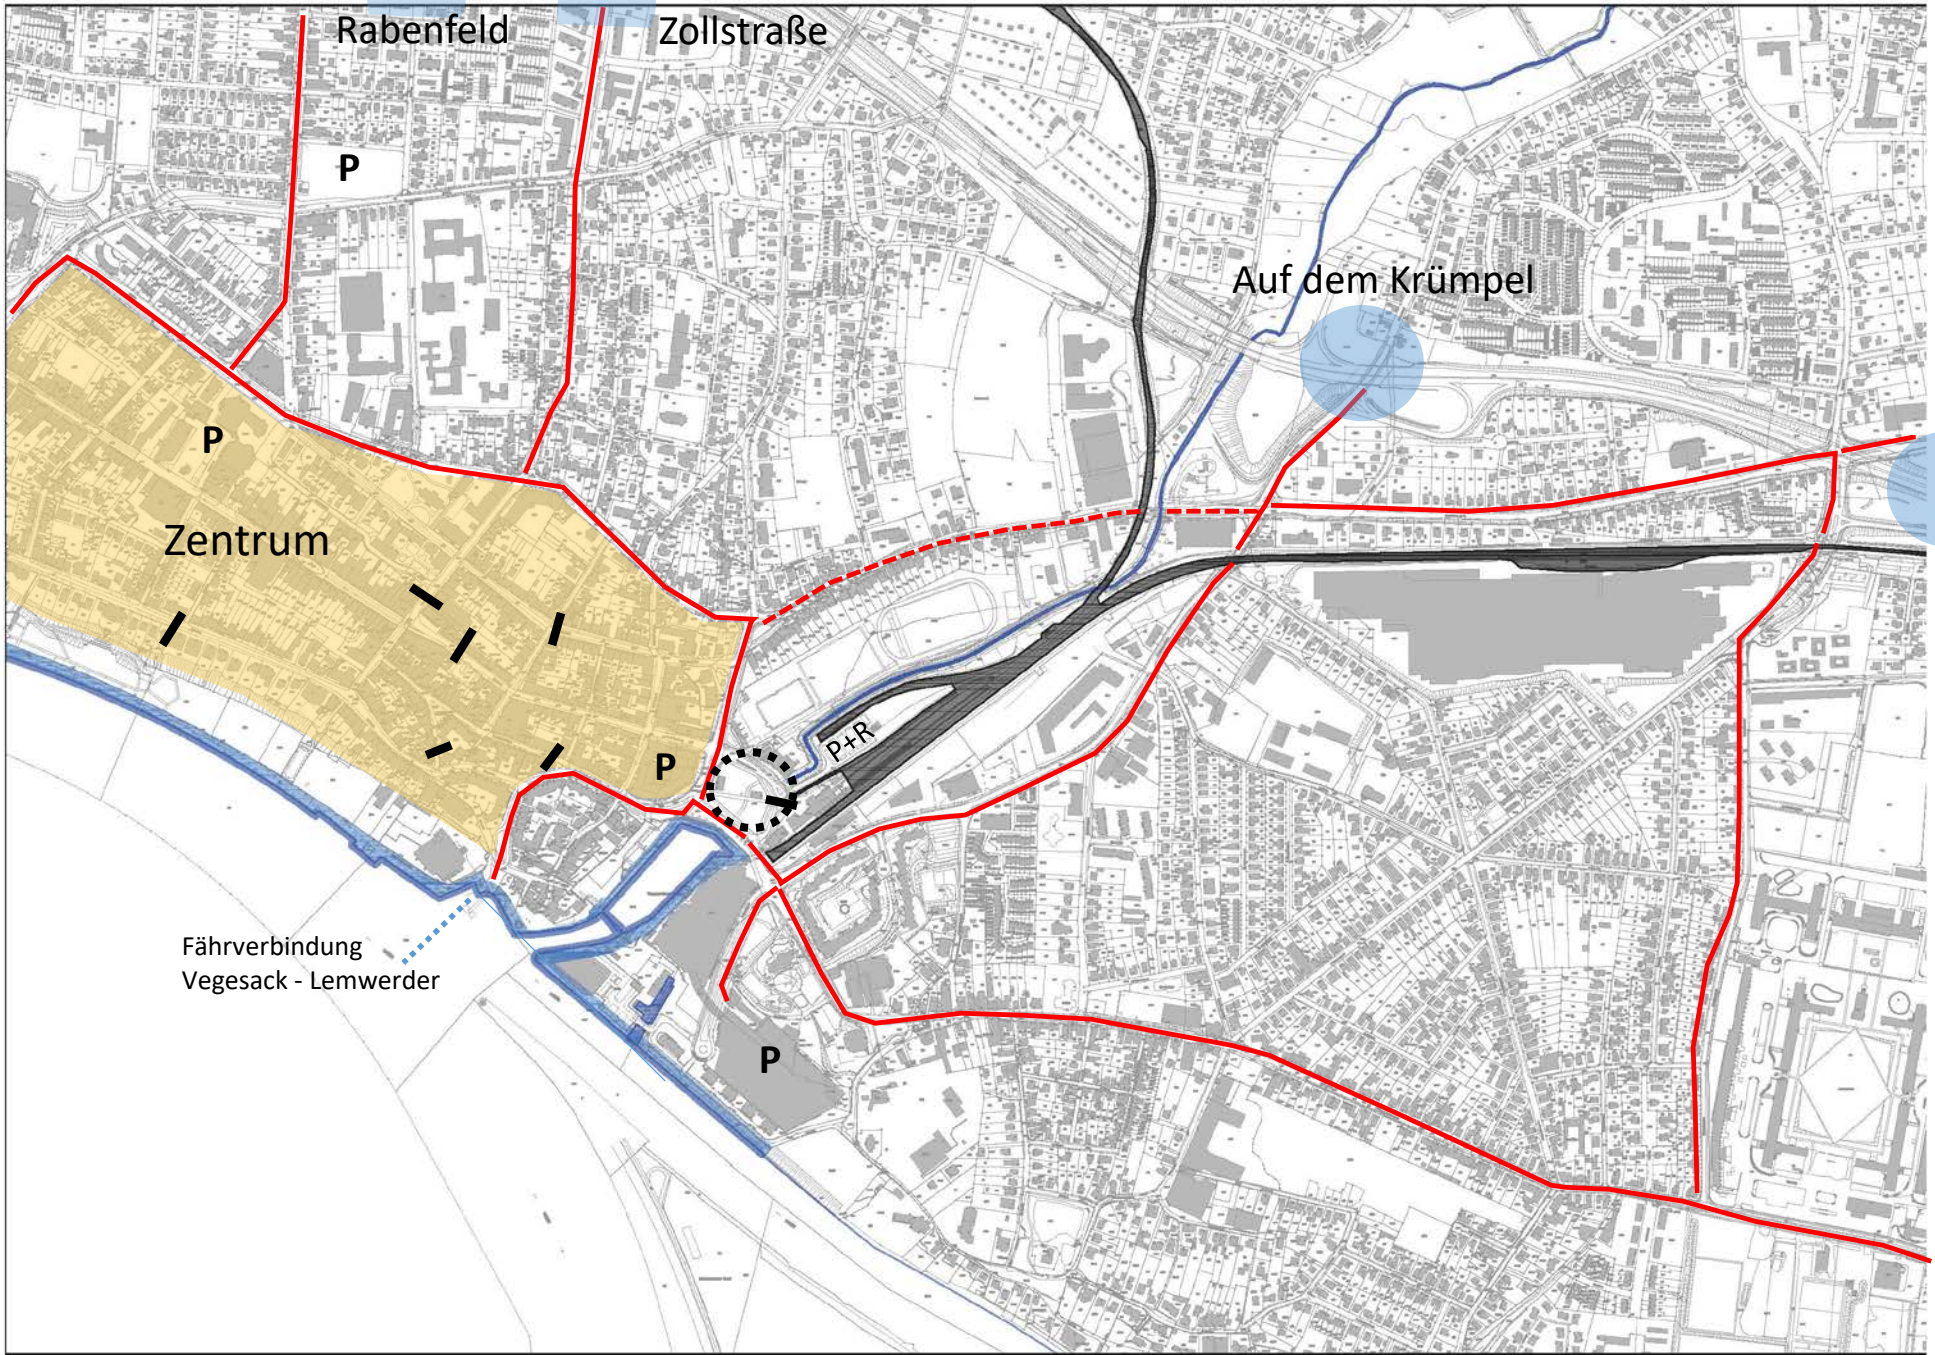 Rabenfeld
Zollstraße
P
Auf dem Krümpel
P
Zentrum
P+R
P
Fährverbindung
Vegesack - Lemwerder
P